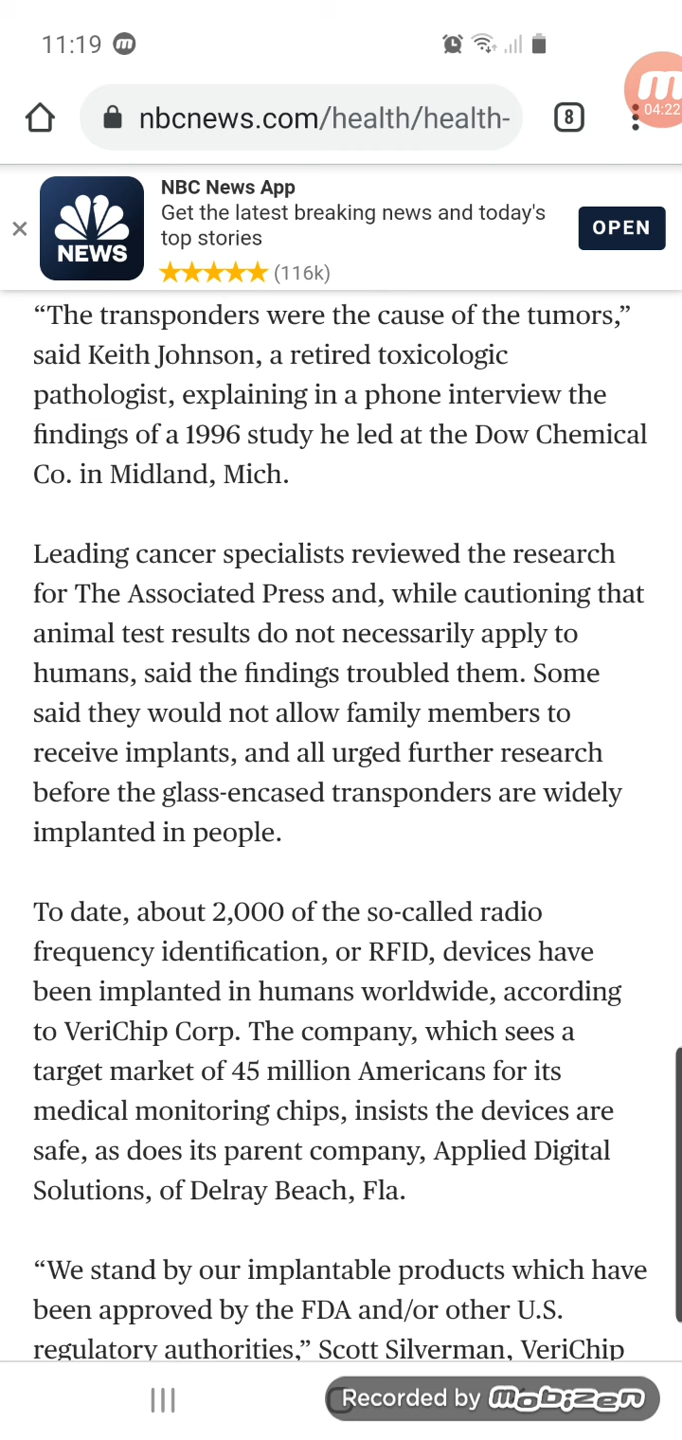 11:19
m
04:22
nbcnews.com/health/health-
8
NBC News App
Get the latest breaking news and today's
top stories
(116k)
OPEN
NEWS
“The transponders were the cause of the tumors,”
said Keith Johnson, a retired toxicologic
pathologist, explaining in a phone interview the
findings of a 1996 study he led at the Dow Chemical
Co. in Midland, Mich.
Leading cancer specialists reviewed the research
for The Associated Press and, while cautioning that
animal test results do not necessarily apply to
humans, said the findings troubled them. Some
said they would not allow family members to
receive implants, and all urged further research
before the glass-encased transponders are widely
implanted in people.
To date, about 2,000 of the so-called radio
frequency identification, or RFID, devices have
been implanted in humans worldwide, according
to VeriChip Corp. The company, which sees a
target market of 45 million Americans for its
medical monitoring chips, insists the devices are
safe, as does its parent company, Applied Digital
Solutions, of Delray Beach, Fla.
“We stand by our implantable products which have
been approved by the FDA and/or other U.S.
regulatory authorities,” Scott Silverman, VeriChip
Recorded by mobizen